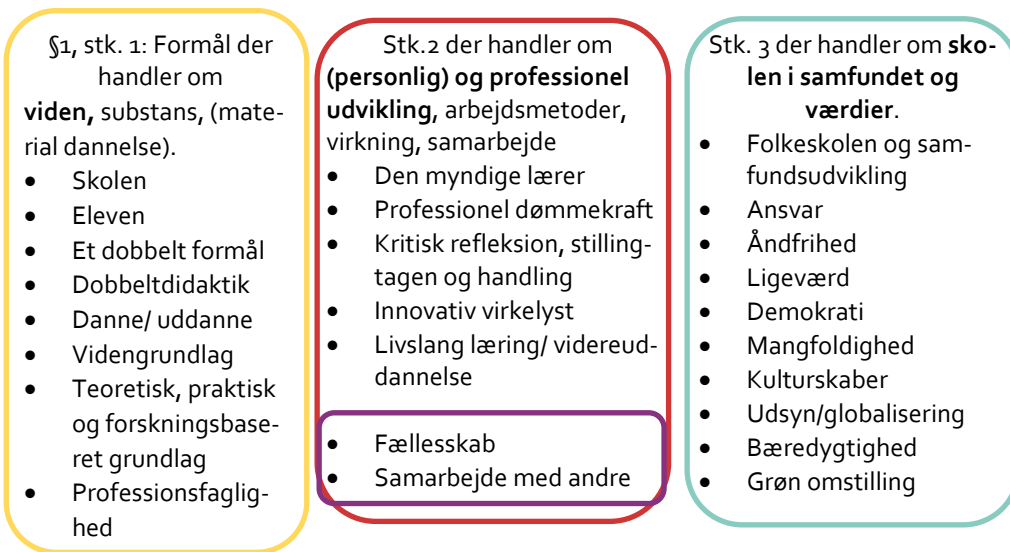 §1, stk. 1: Formål der
handler om
viden, substans, (mate-
rial dannelse).
• Skolen
• Eleven
• Et dobbelt formål
• Dobbeltdidaktik
• Danne/ uddanne
• Videngrundlag
• Teoretisk, praktisk
og forskningsbase-
ret grundlag
• Professionsfaglig-
hed
Stk.2 der handler om
(personlig) og professionel
udvikling, arbejdsmetoder,
virkning, samarbejde
• Den myndige lærer
• Professionel dømmekraft
• Kritisk refleksion, stilling-
tagen og handling
• Innovativ virkelyst
• Livslang læring/ videreud-
dannelse
• Fællesskab
• Samarbejde med andre
Stk. 3 der handler om sko-
len i samfundet og
værdier.
• Folkeskolen og sam-
fundsudvikling
• Ansvar
• Åndfrihed
• Ligeværd
• Demokrati
• Mangfoldighed
• Kulturskaber
• Udsyn/globalisering
• Bæredygtighed
• Grøn omstilling